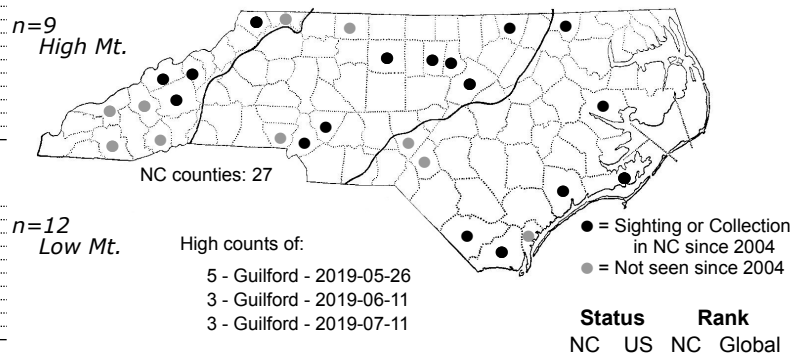 n=9
High Mt.
NC counties: 27
n=12
Low Mt.
High counts of:
5 - Guilford - 2019-05-26
3 - Guilford - 2019-06-11
3 - Guilford - 2019-07-11
= Sighting or Collection
in NC since 2004
= Not seen since 2004
Status Rank
NC US NC Global